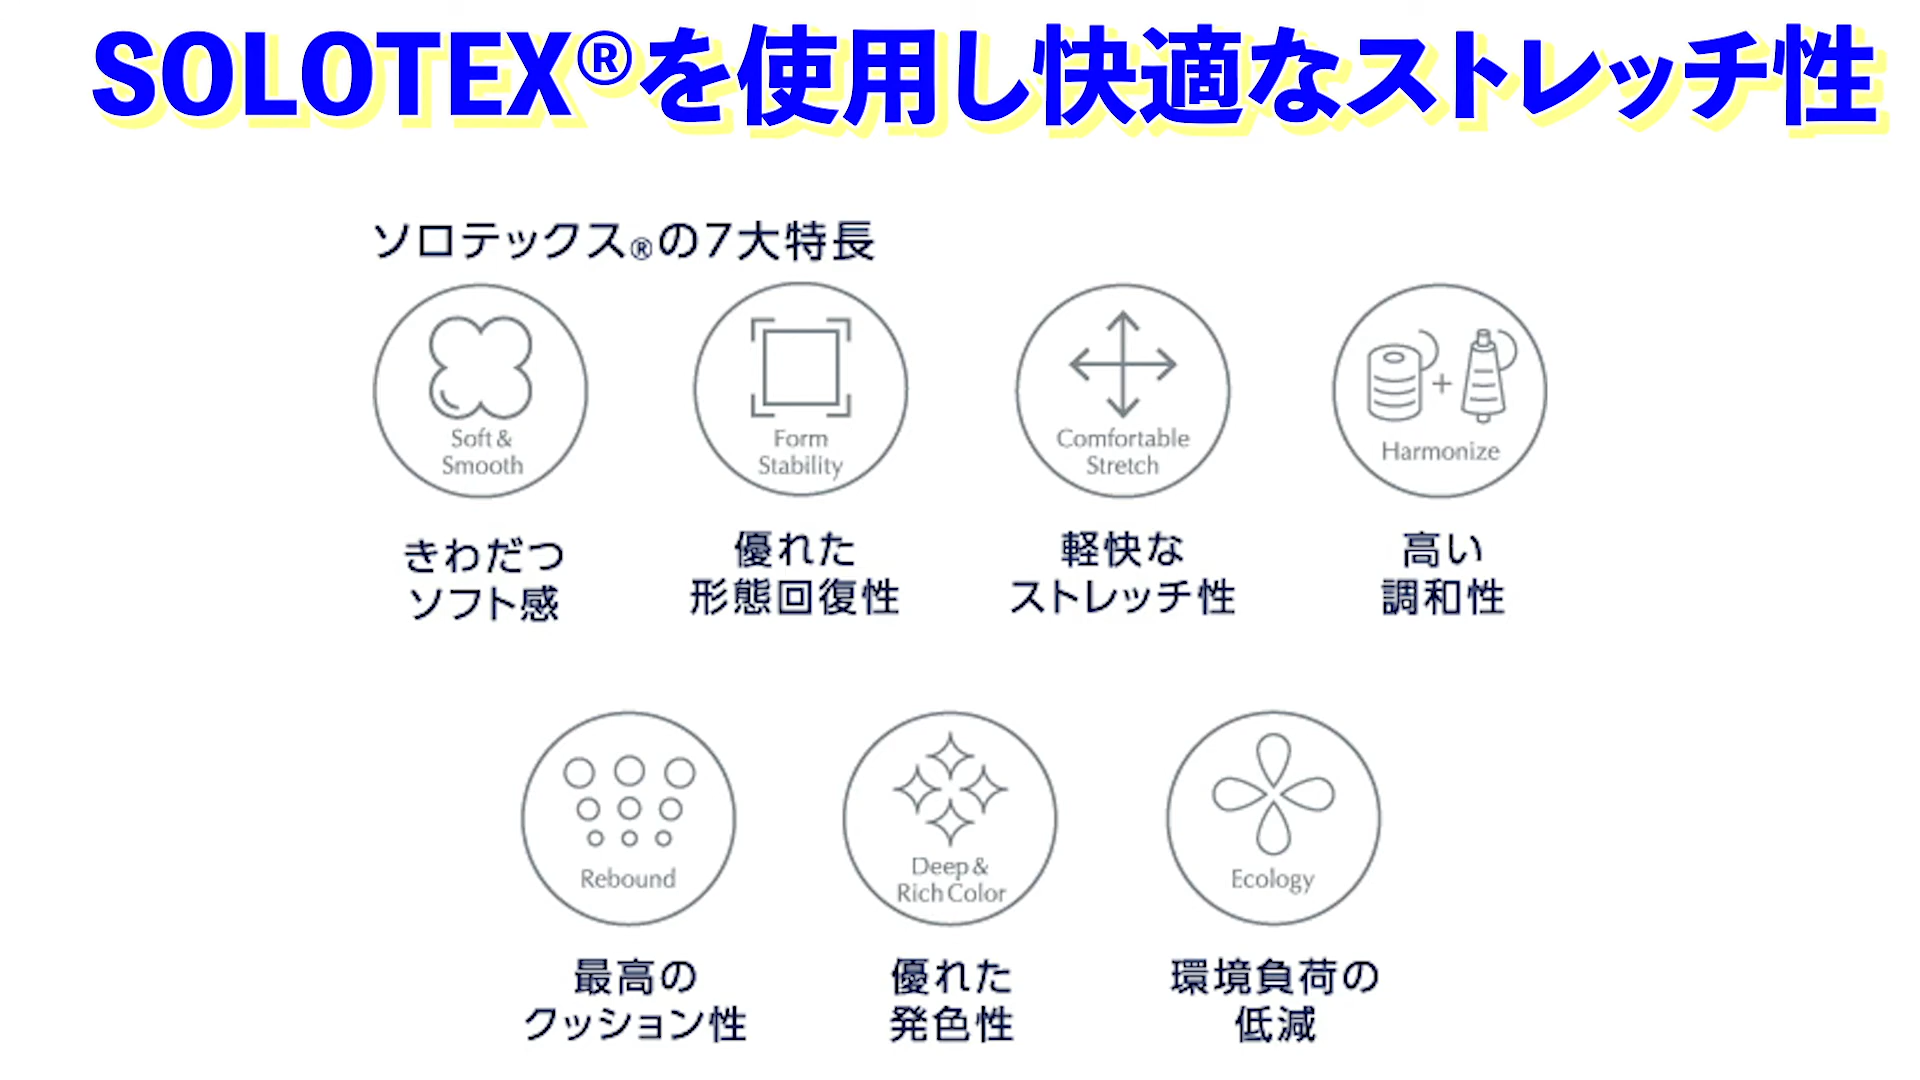 SOLOTEX®を使用し快適なストレッチ性
ソロテックス®の7大特長
Soft &
Smooth
きわだつ
ソフト感
Form
Stability
優れた
形態回復性
Comfortable
Stretch
軽快な
ストレッチ性
Harmonize
高い
調和性
Rebound
最高の
クッション性
Deep &
Rich Color
優れた
発色性
Ecology
環境負荷の
低減